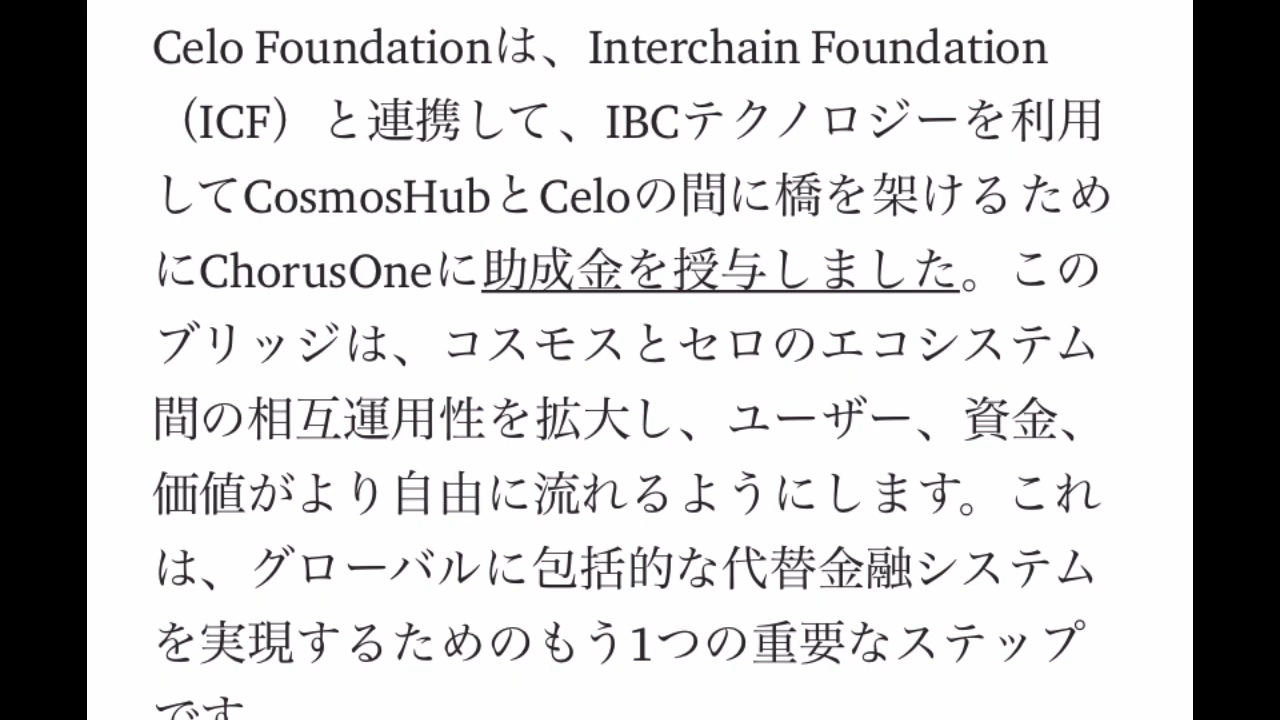 Celo Foundationは、Interchain Foundation
（ICF）と連携して、IBCテクノロジーを利用
してCosmosHubとCeloの間に橋を架けるため
にChorusOneに助成金を授与しました。この
ブリッジは、コスモスとセロのエコシステム
間の相互運用性を拡大し、ユーザー、資金、
価値がより自由に流れるようにします。これ
は、グローバルに包括的な代替金融システム
を実現するためのもう1つの重要なステップ
です